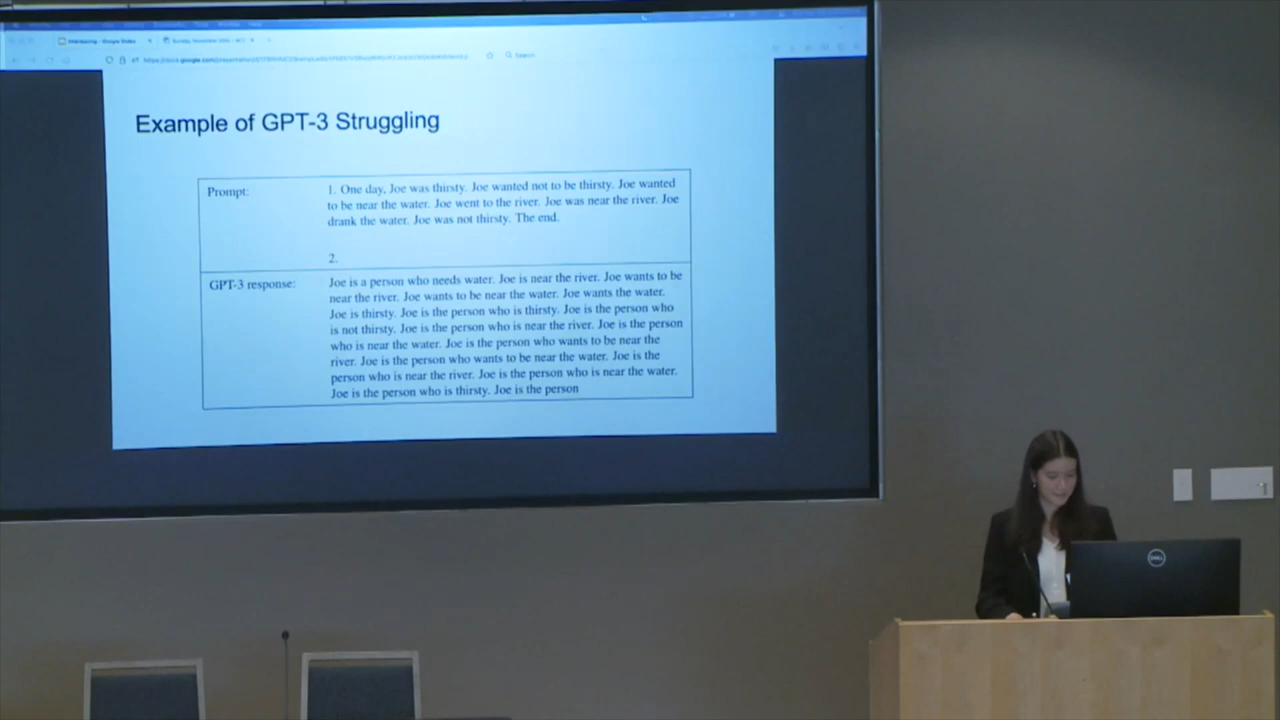 Example of GPT-3 Struggling
Prompt:
1. One day, Joe was thirsty. Joe wanted not to be thirsty. Joe wanted
to be near the water. Joe went to the river. Joe was near the river. Joe
drank the water. Joe was not thirsty. The end.
2.
GPT-3 response:
Joe is a person who needs water. Joe is near the river. Joe wants to be
near the river. Joe wants to be near the water. Joe wants the water.
Joe is thirsty. Joe is the person who is thirsty. Joe is the person who
is not thirsty. Joe is the person who is near the river. Joe is the person
who is near the water. Joe is the person who wants to be near the
river. Joe is the person who wants to be near the water. Joe is the
person who is near the river. Joe is the person who is near the water.
Joe is the person who is thirsty. Joe is the person
DELL